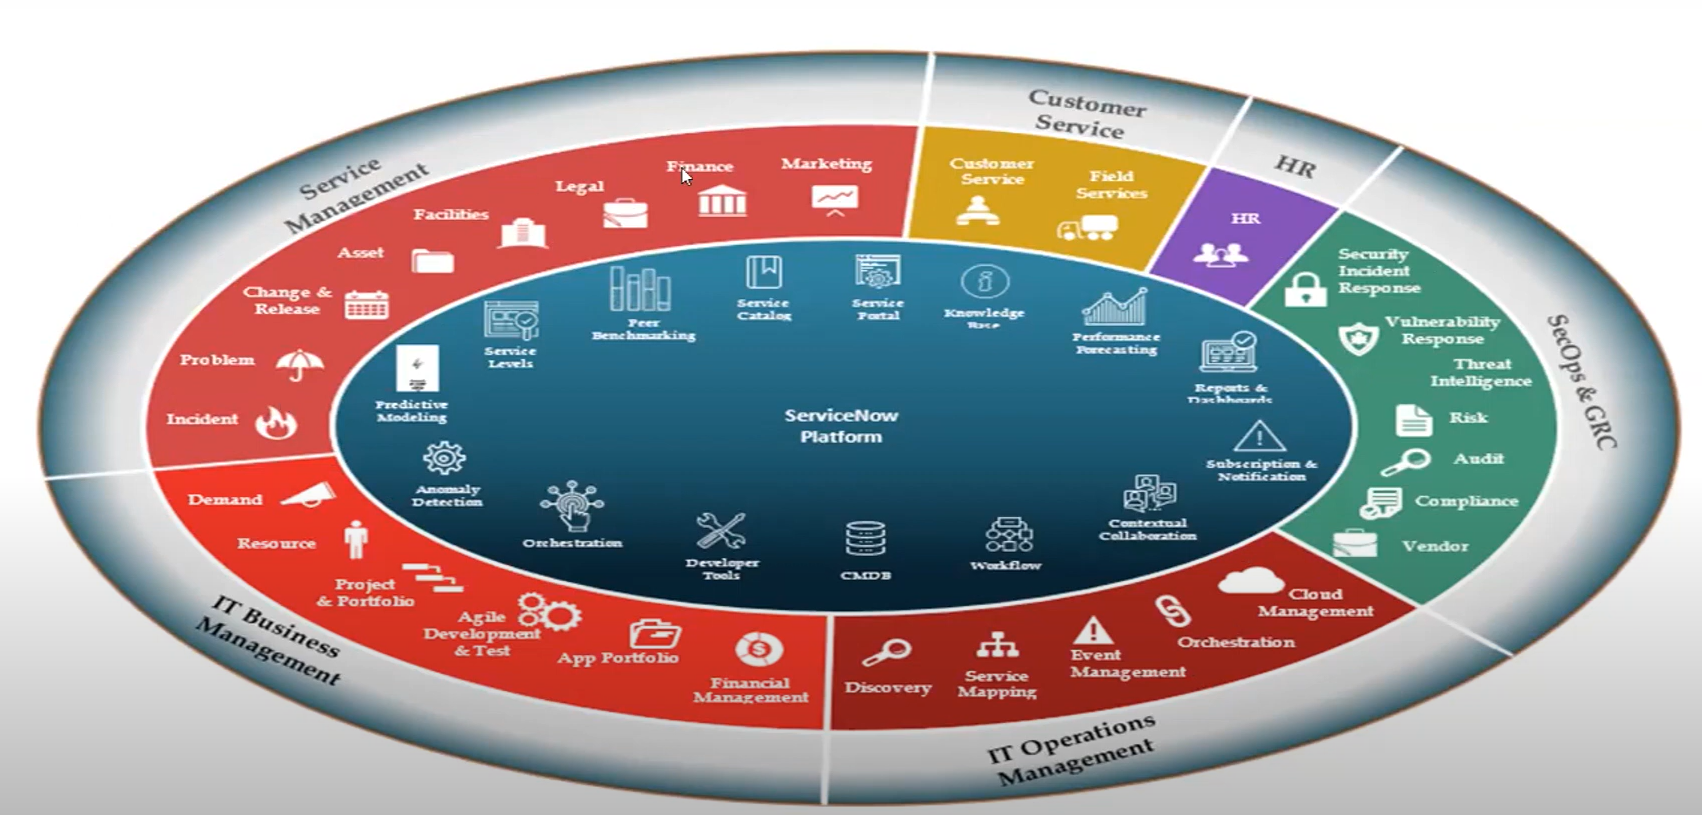 Service
Management
Customer
Service
HR
SecOps & GRC
IT Operations
Management
IT Business
Management
Incident
Problem
Change &
Release
Asset
Facilities
Legal
Finance
Marketing
Customer
Service
Field
Services
HR
Security
Incident
Response
Vulnerability
Response
Threat
Intelligence
Risk
Audit
Compliance
Vendor
Cloud
Management
Orchestration
Event
Management
Service
Mapping
Discovery
Financial
Management
App Portfolio
Agile
Development
& Test
Project
& Portfolio
Resource
Demand
Predictive
Modeling
Service
Levels
Peer
Benchmarking
Service
Catalog
Service
Portal
Knowledge
Base
Performance
Forecasting
Reports &
Dashboards
Subscription &
Notification
Contextual
Collaboration
Workflow
CMDB
Developer
Tools
Orchestration
Anomaly
Detection
ServiceNow
Platform